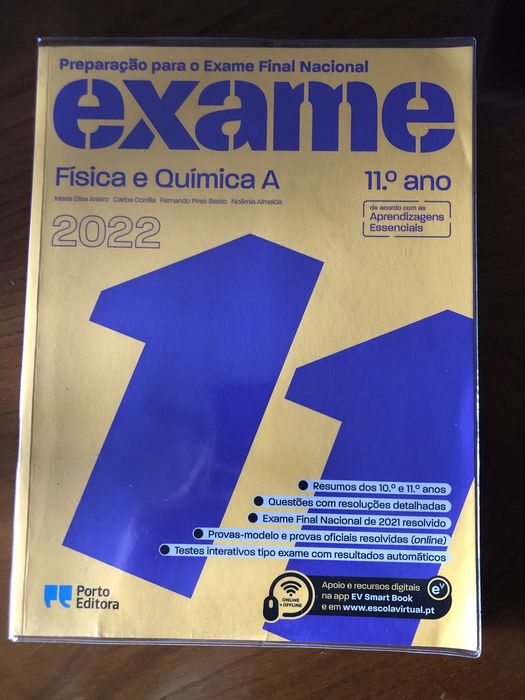 Preparação para o Exame Final Nacional
exame
Física e Química A
11.º ano
Maria Elisa Arieiro Carlos Corrêa Fernando Pires Basto Noémia Almeida
2022
de acordo com as
Aprendizagens
Essenciais
11
Resumos dos 10.º e 11.º anos
Questões com resoluções detalhadas
Exame Final Nacional de 2021 resolvido
Provas-modelo e provas oficiais resolvidas (online)
Testes interativos tipo exame com resultados automáticos
Porto
Editora
ONLINE
e OFFLINE
Apoio e recursos digitais
na app EV Smart Book
e em www.escolavirtual.pt
ev